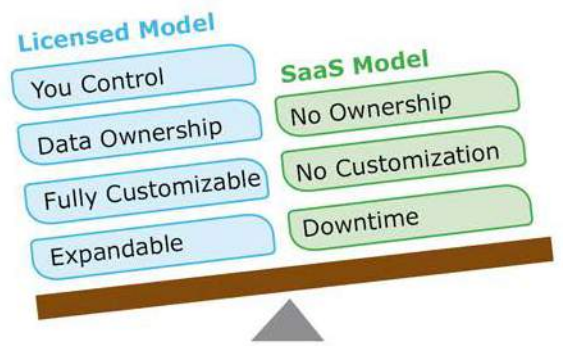 Licensed Model
You Control
Data Ownership
Fully Customizable
Expandable
SaaS Model
No Ownership
No Customization
Downtime